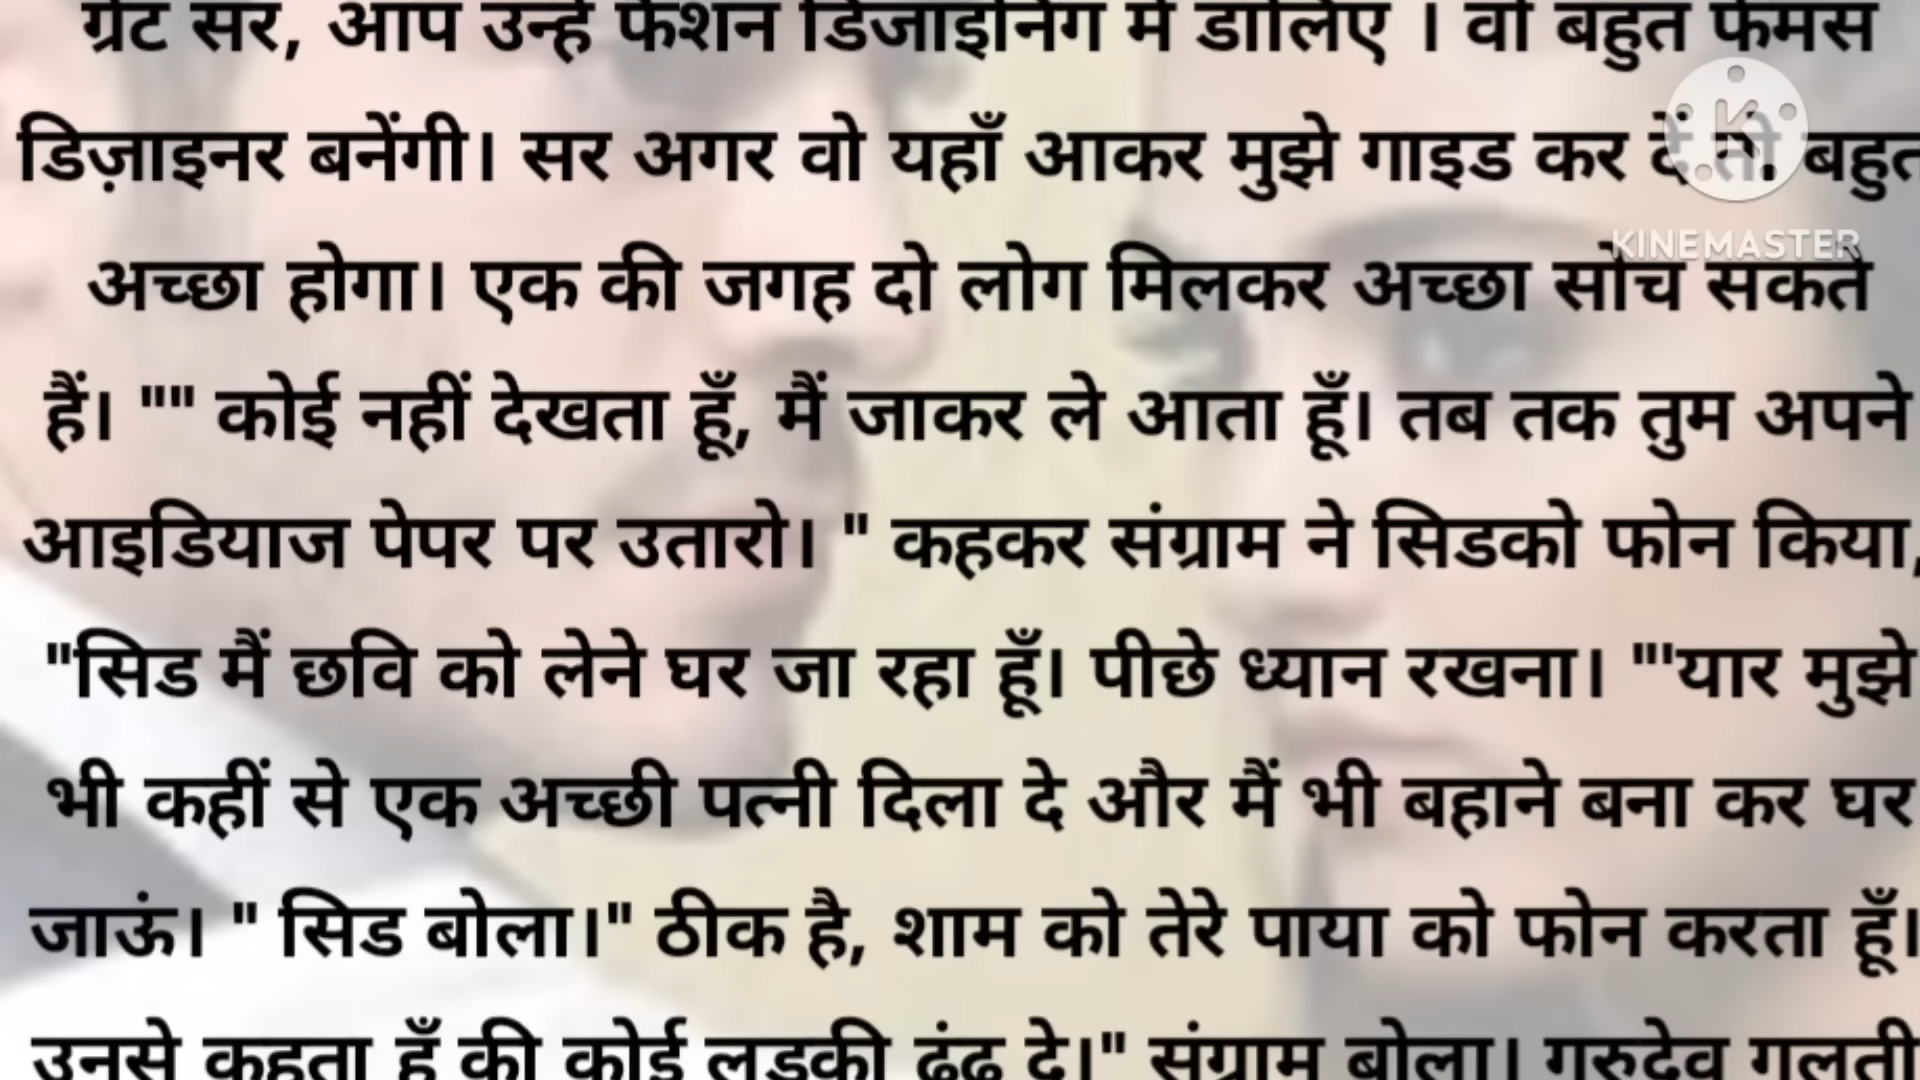 ग्रेट सर, आप उन्हें फैशन डिजाइनिंग में डालिए । वो बहुत फेमस
डिज़ाइनर बनेंगी। सर अगर वो यहाँ आकर मुझे गाइड कर दें तो बहुत
अच्छा होगा। एक की जगह दो लोग मिलकर अच्छा सोच सकते
हैं। "" कोई नहीं देखता हूँ, मैं जाकर ले आता हूँ। तब तक तुम अपने
आइडियाज पेपर पर उतारो। " कहकर संग्राम ने सिडको फोन किया,
"सिड मैं छवि को लेने घर जा रहा हूँ। पीछे ध्यान रखना। "'यार मुझे
भी कहीं से एक अच्छी पत्नी दिला दे और मैं भी बहाने बना कर घर
जाऊं। " सिड बोला।" ठीक है, शाम को तेरे पाया को फोन करता हूँ।
उनसे कहता हूँ की कोई लड़की ढूंढ़ दे।" संग्राम बोला। गुरुदेव गलती
KINEMASTER